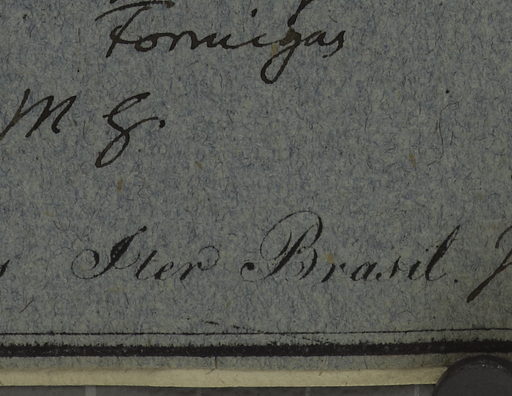 Formigas
M G.
Iter Brasil.